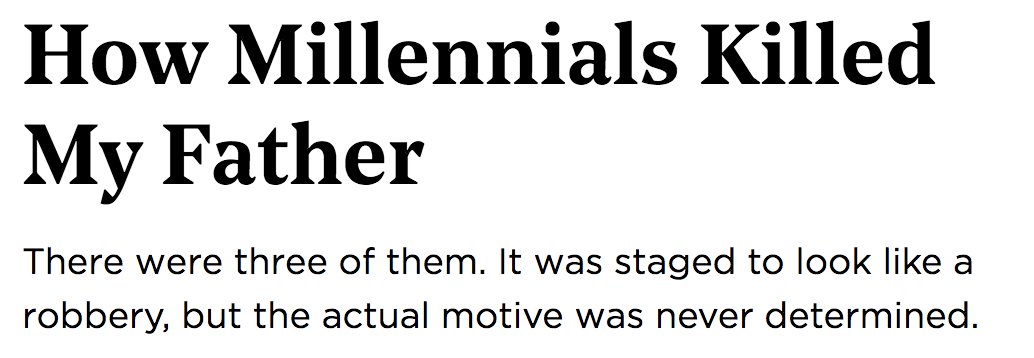 How Millennials Killed
My Father
There were three of them. It was staged to look like a
robbery, but the actual motive was never determined.